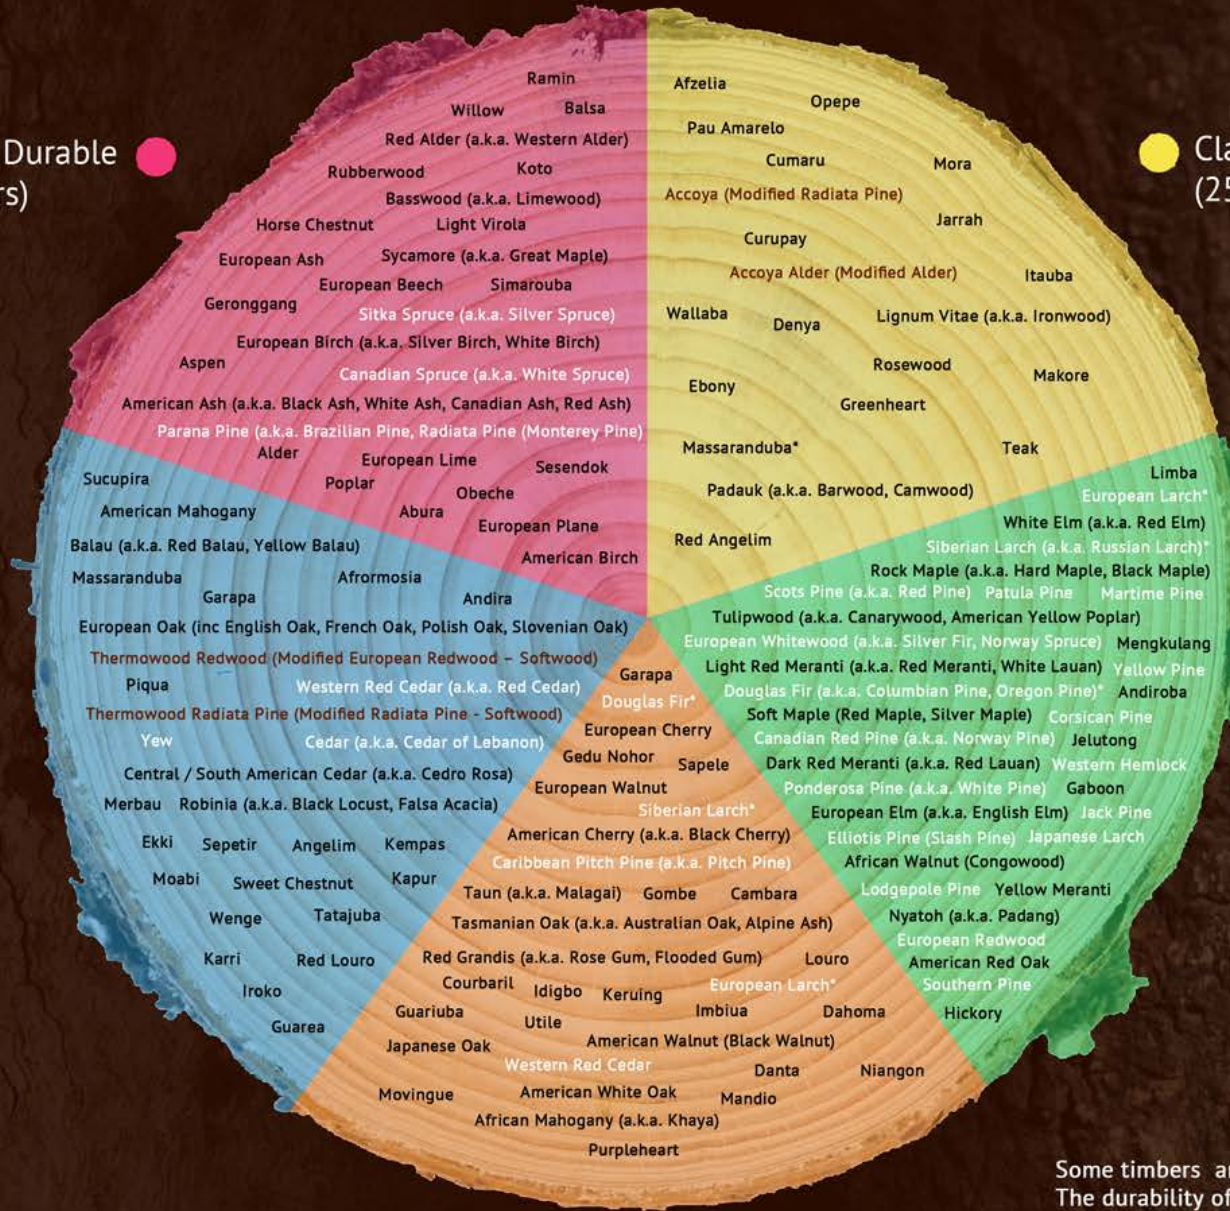 Durable
rs)
Cla
(25
Ramin
Willow
Balsa
Red Alder (a.k.a. Western Alder)
Rubberwood
Koto
Basswood (a.k.a. Limewood)
Horse Chestnut
Light Virola
European Ash
Sycamore (a.k.a. Great Maple)
European Beech
Simarouba
Geronggang
Sitka Spruce (a.k.a. Silver Spruce)
European Birch (a.k.a. Silver Birch, White Birch)
Aspen
Canadian Spruce (a.k.a. White Spruce)
American Ash (a.k.a. Black Ash, White Ash, Canadian Ash, Red Ash)
Parana Pine (a.k.a. Brazilian Pine, Radiata Pine (Monterey Pine)
Alder
European Lime
Sesendok
Poplar
Obeche
Abura
European Plane
American Birch
Afzelia
Opepe
Pau Amarelo
Cumaru
Mora
Accoya (Modified Radiata Pine)
Jarrah
Curupay
Accoya Alder (Modified Alder)
Itauba
Wallaba
Denya
Lignum Vitae (a.k.a. Ironwood)
Rosewood
Makore
Ebony
Greenheart
Massaranduba*
Teak
Padauk (a.k.a. Barwood, Camwood)
Red Angelim
Limba
European Larch*
White Elm (a.k.a. Red Elm)
Siberian Larch (a.k.a. Russian Larch)*
Rock Maple (a.k.a. Hard Maple, Black Maple)
Scots Pine (a.k.a. Red Pine) Patula Pine Martime Pine
Tulipwood (a.k.a. Canarywood, American Yellow Poplar)
European Whitewood (a.k.a. Silver Fir, Norway Spruce) Mengkulang
Light Red Meranti (a.k.a. Red Meranti, White Lauan) Yellow Pine
Douglas Fir (a.k.a. Columbian Pine, Oregon Pine)* Andiroba
Soft Maple (Red Maple, Silver Maple) Corsican Pine
Canadian Red Pine (a.k.a. Norway Pine) Jelutong
Dark Red Meranti (a.k.a. Red Lauan) Western Hemlock
Ponderosa Pine (a.k.a. White Pine) Gaboon
European Elm (a.k.a. English Elm) Jack Pine
Elliotis Pine (Slash Pine) Japanese Larch
African Walnut (Congowood)
Lodgepole Pine Yellow Meranti
Nyatoh (a.k.a. Padang)
European Redwood
American Red Oak
Southern Pine
Hickory
Sucupira
American Mahogany
Balau (a.k.a. Red Balau, Yellow Balau)
Massaranduba
Afrormosia
Garapa
Andira
European Oak (inc English Oak, French Oak, Polish Oak, Slovenian Oak)
Thermowood Redwood (Modified European Redwood – Softwood)
Piqua
Western Red Cedar (a.k.a. Red Cedar)
Thermowood Radiata Pine (Modified Radiata Pine - Softwood)
Yew
Cedar (a.k.a. Cedar of Lebanon)
Central / South American Cedar (a.k.a. Cedro Rosa)
Merbau
Robinia (a.k.a. Black Locust, Falsa Acacia)
Ekki
Sepetir
Angelim
Kempas
Moabi
Sweet Chestnut
Kapur
Wenge
Tatajuba
Karri
Red Louro
Iroko
Guarea
Garapa
Douglas Fir*
European Cherry
Gedu Nohor
Sapele
European Walnut
Siberian Larch*
American Cherry (a.k.a. Black Cherry)
Caribbean Pitch Pine (a.k.a. Pitch Pine)
Taun (a.k.a. Malagai)
Gombe
Cambara
Tasmanian Oak (a.k.a. Australian Oak, Alpine Ash)
Red Grandis (a.k.a. Rose Gum, Flooded Gum)
Louro
Courbaril
Idigbo
Keruing
European Larch*
Guariuba
Utile
Imbiua
Dahoma
Japanese Oak
American Walnut (Black Walnut)
Western Red Cedar
Danta
Niangon
Movingue
American White Oak
Mandio
African Mahogany (a.k.a. Khaya)
Purpleheart
Some timbers a
The durability of